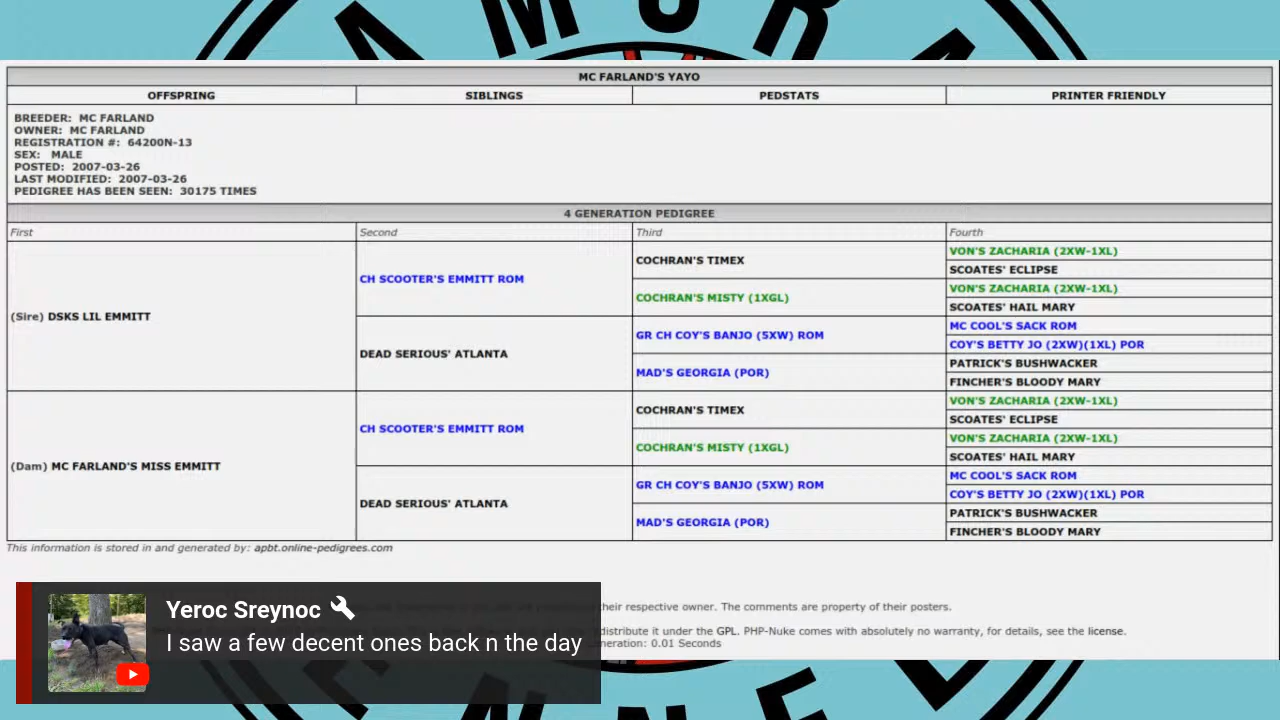 AMORA
MC FARLAND'S YAYO
OFFSPRING SIBLINGS PEDSTATS PRINTER FRIENDLY
BREEDER: MC FARLAND
OWNER: MC FARLAND
REGISTRATION #: 64200N-13
SEX: MALE
POSTED: 2007-03-26
LAST MODIFIED: 2007-03-26
PEDIGREE HAS BEEN SEEN: 30175 TIMES
4 GENERATION PEDIGREE
First Second Third Fourth
(Sire) DSKS LIL EMMITT
CH SCOOTER'S EMMITT ROM
COCHRAN'S TIMEX
VON'S ZACHARIA (2XW-1XL)
SCOATES' ECLIPSE
COCHRAN'S MISTY (1XGL)
VON'S ZACHARIA (2XW-1XL)
SCOATES' HAIL MARY
DEAD SERIOUS' ATLANTA
GR CH COY'S BANJO (5XW) ROM
MC COOL'S SACK ROM
COY'S BETTY JO (2XW)(1XL) POR
MAD'S GEORGIA (POR)
PATRICK'S BUSHWACKER
FINCHER'S BLOODY MARY
(Dam) MC FARLAND'S MISS EMMITT
CH SCOOTER'S EMMITT ROM
COCHRAN'S TIMEX
VON'S ZACHARIA (2XW-1XL)
SCOATES' ECLIPSE
COCHRAN'S MISTY (1XGL)
VON'S ZACHARIA (2XW-1XL)
SCOATES' HAIL MARY
DEAD SERIOUS' ATLANTA
GR CH COY'S BANJO (5XW) ROM
MC COOL'S SACK ROM
COY'S BETTY JO (2XW)(1XL) POR
MAD'S GEORGIA (POR)
PATRICK'S BUSHWACKER
FINCHER'S BLOODY MARY
This information is stored in and generated by: apbt.online-pedigrees.com
their respective owner. The comments are property of their posters.
distribute it under the GPL. PHP-Nuke comes with absolutely no warranty, for details, see the license.
0.01 Seconds
Yeroc Sreynoc
I saw a few decent ones back n the day